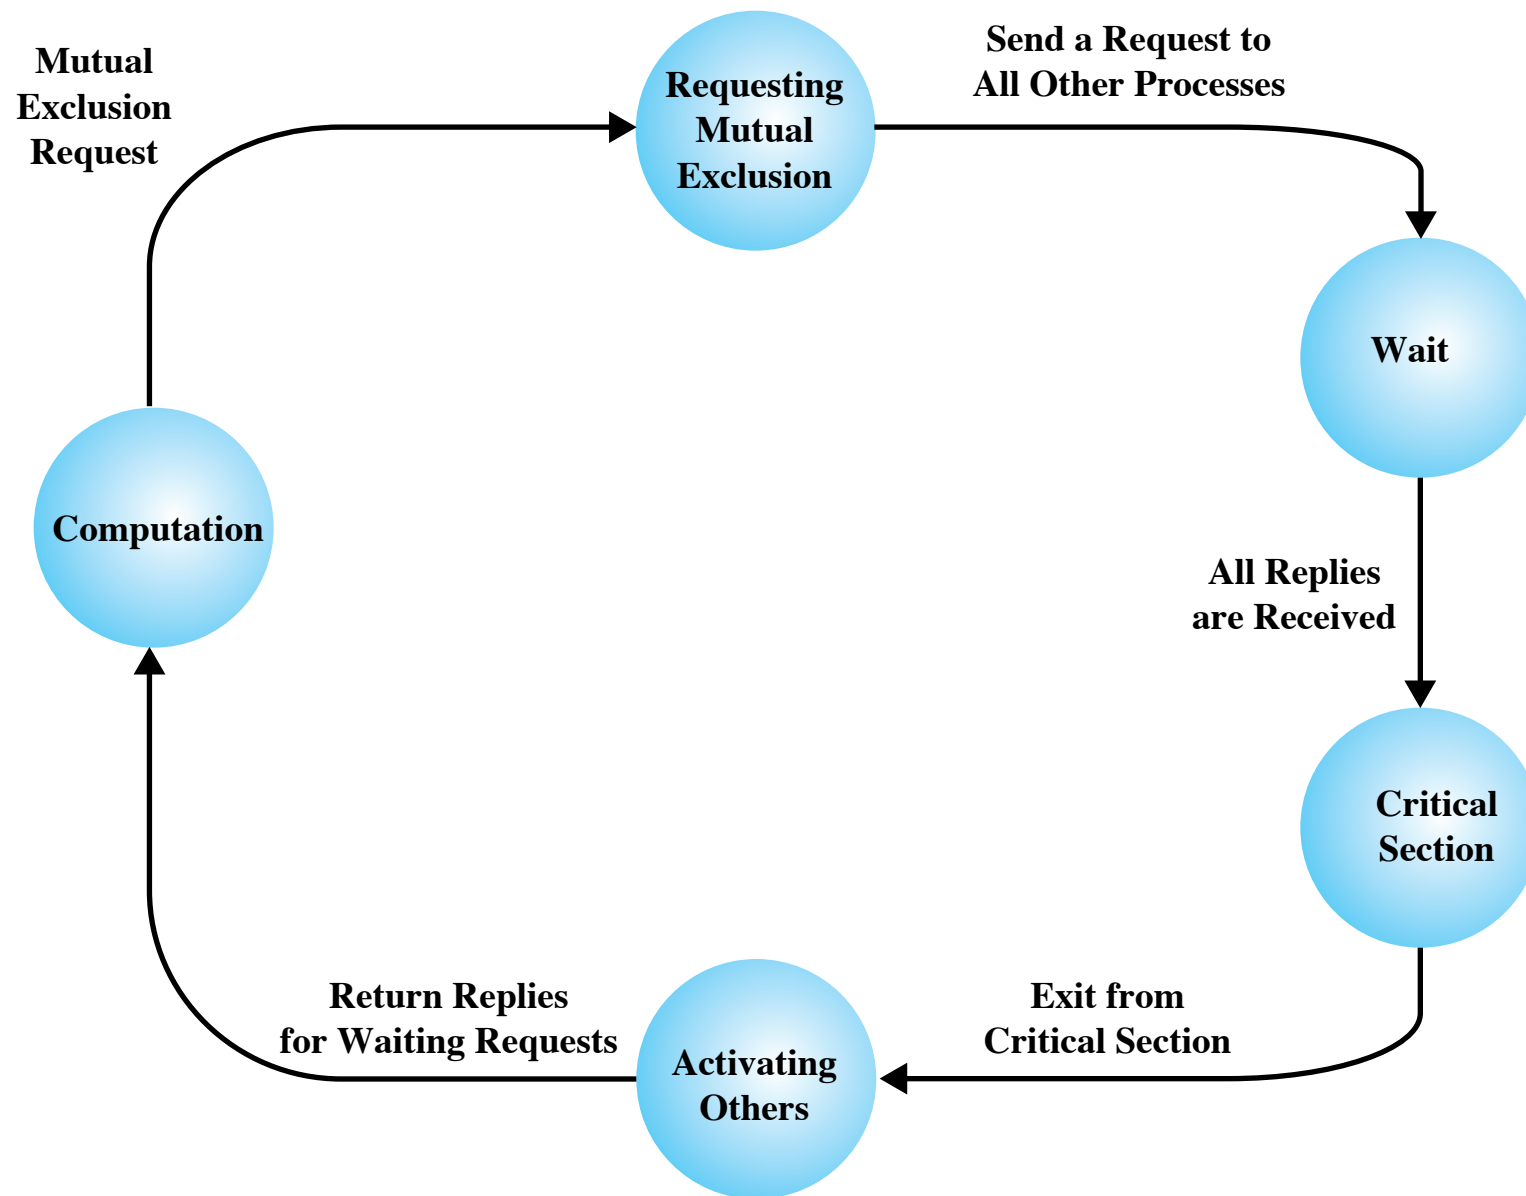 Mutual
Exclusion
Request
Requesting
Mutual
Exclusion
Send a Request to
All Other Processes
Wait
Computation
All Replies
are Received
Critical
Section
Return Replies
for Waiting Requests
Activating
Others
Exit from
Critical Section